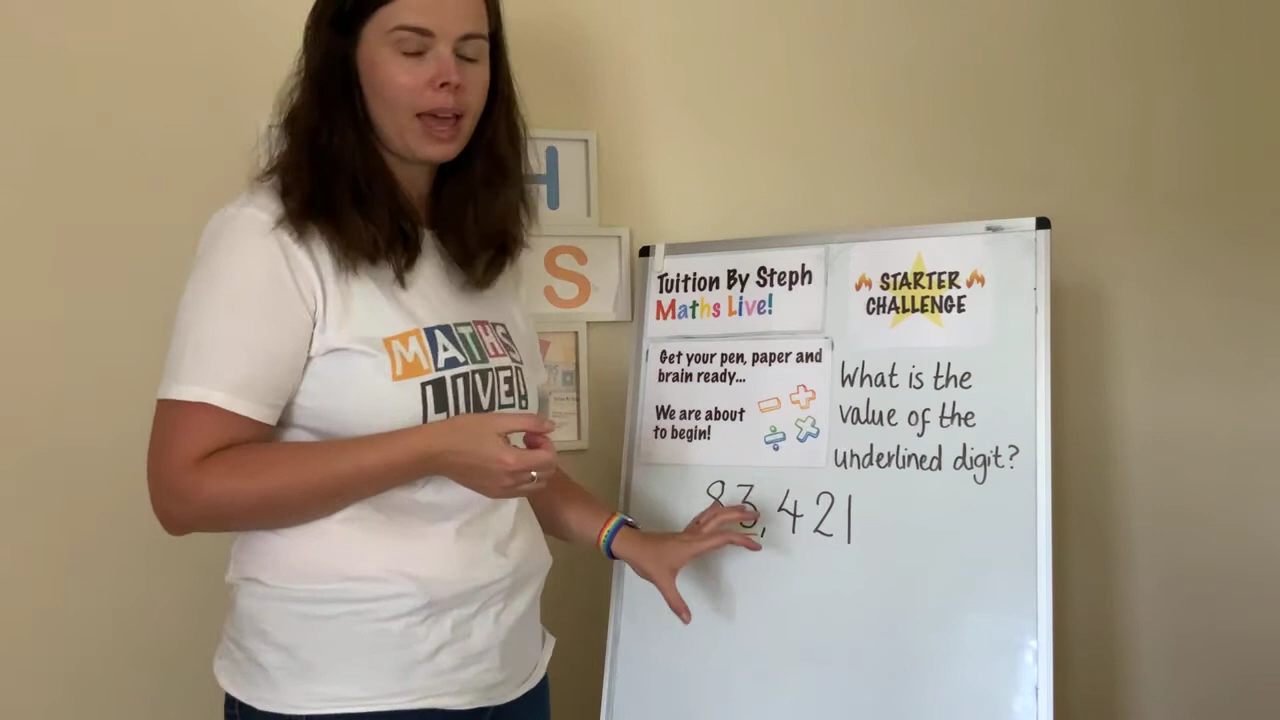 H
S
MATHS
LIVE!
Tuition By Steph
Maths Live!
Get your pen, paper and
brain ready...
We are about
to begin!
STARTER
CHALLENGE
What is the
value of the
underlined digit?
83,421